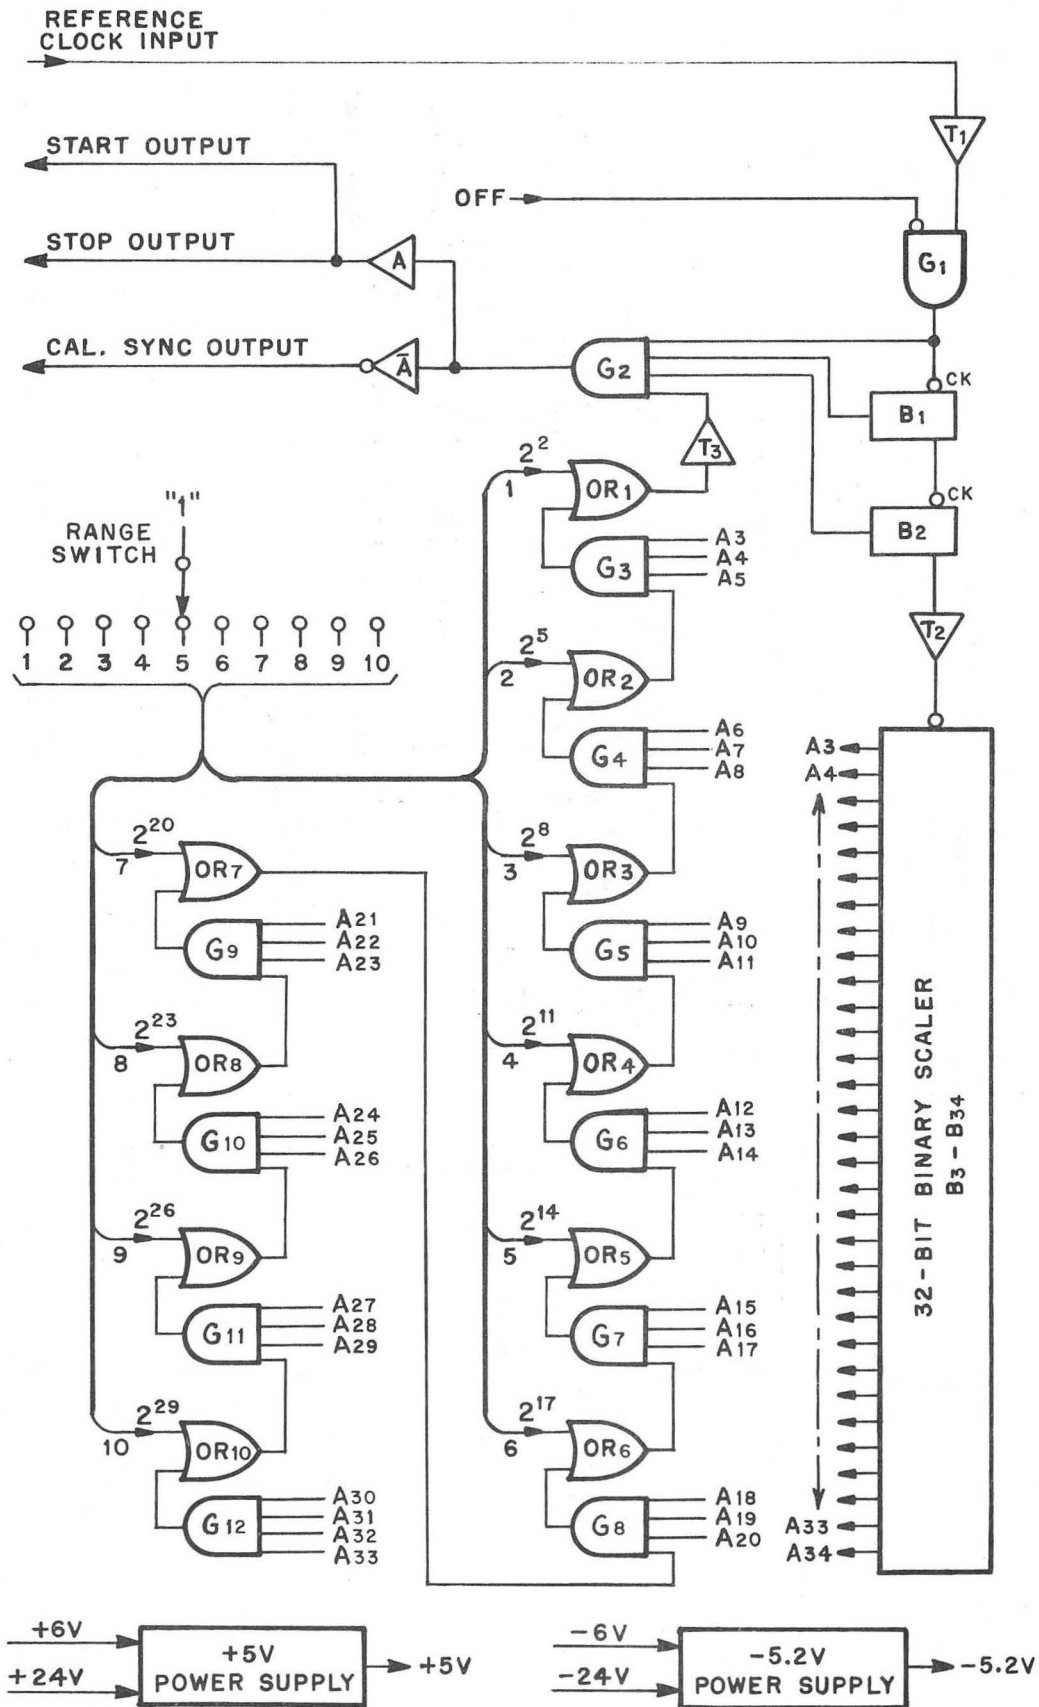 REFERENCE
CLOCK INPUT
T1
START OUTPUT
OFF
STOP OUTPUT
A
G1
CAL. SYNC OUTPUT
Ā
G2
CK
B1
T3
2²
1
OR1
CK
B2
"1"
RANGE
SWITCH
G3
A3
A4
A5
T2
1 2 3 4 5 6 7 8 9 10
2⁵
2
OR2
G4
A6
A7
A8
2⁸
3
OR3
G5
A9
A10
A11
2¹¹
4
OR4
G6
A12
A13
A14
2¹⁴
5
OR5
G7
A15
A16
A17
2¹⁷
6
OR6
G8
A18
A19
A20
2²⁰
7
OR7
G9
A21
A22
A23
2²³
8
OR8
G10
A24
A25
A26
2²⁶
9
OR9
G11
A27
A28
A29
2²⁹
10
OR10
G12
A30
A31
A32
A33
A3
A4
A33
A34
32-BIT BINARY SCALER
B3-B34
+6V
+24V
+5V
POWER SUPPLY
+5V
-6V
-24V
-5.2V
POWER SUPPLY
-5.2V